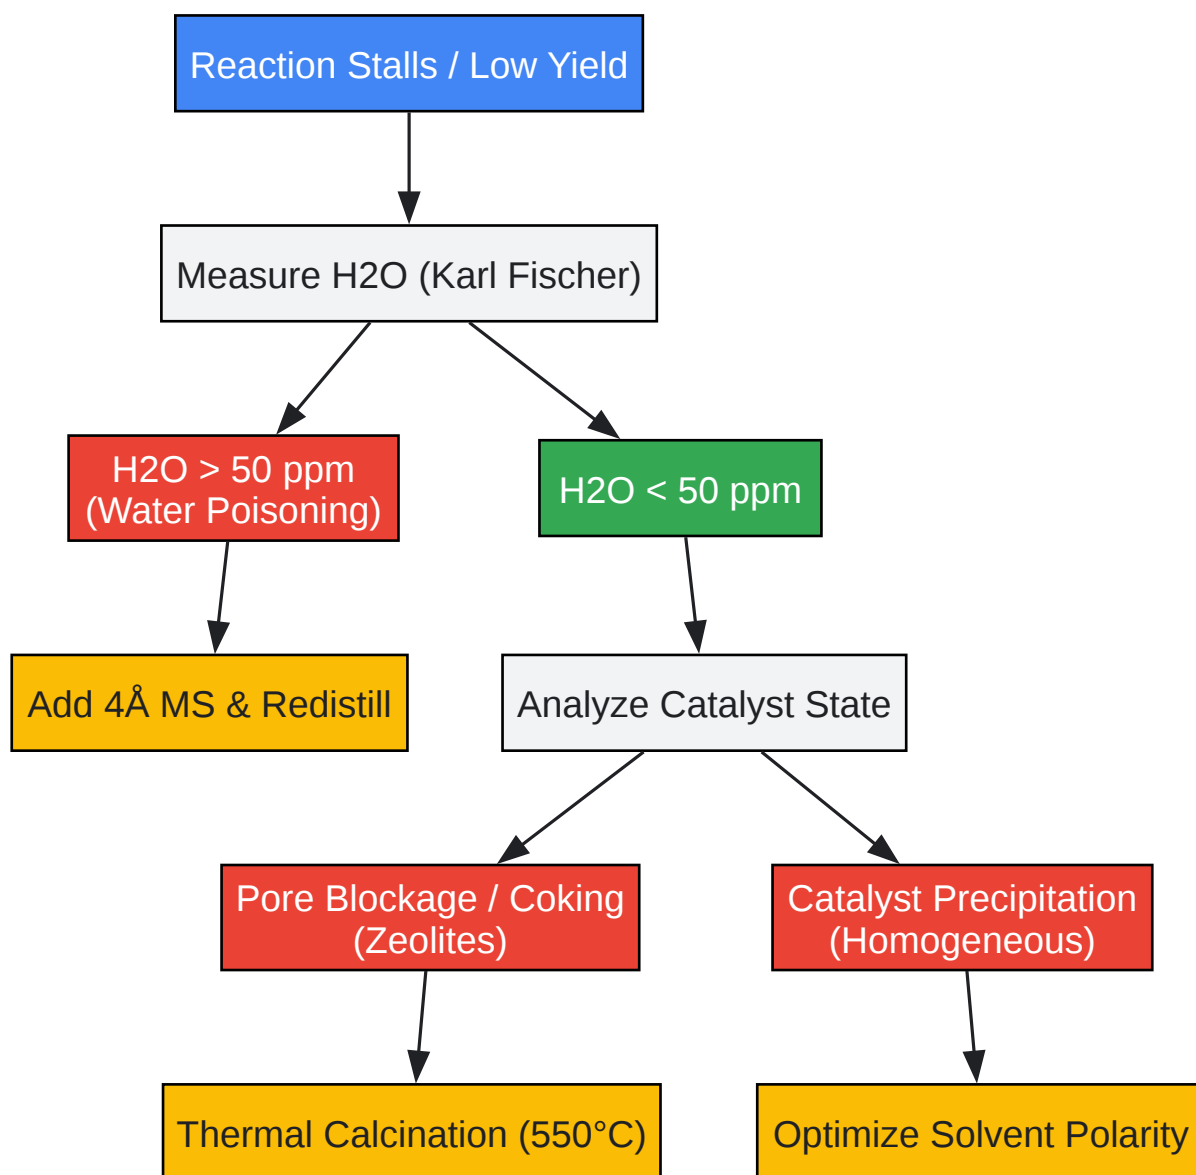 Reaction Stalls / Low Yield
Measure H2O (Karl Fischer)
H2O > 50 ppm
(Water Poisoning)
H2O < 50 ppm
Add 4Å MS & Redistill
Analyze Catalyst State
Pore Blockage / Coking
(Zeolites)
Catalyst Precipitation
(Homogeneous)
Thermal Calcination (550°C)
Optimize Solvent Polarity